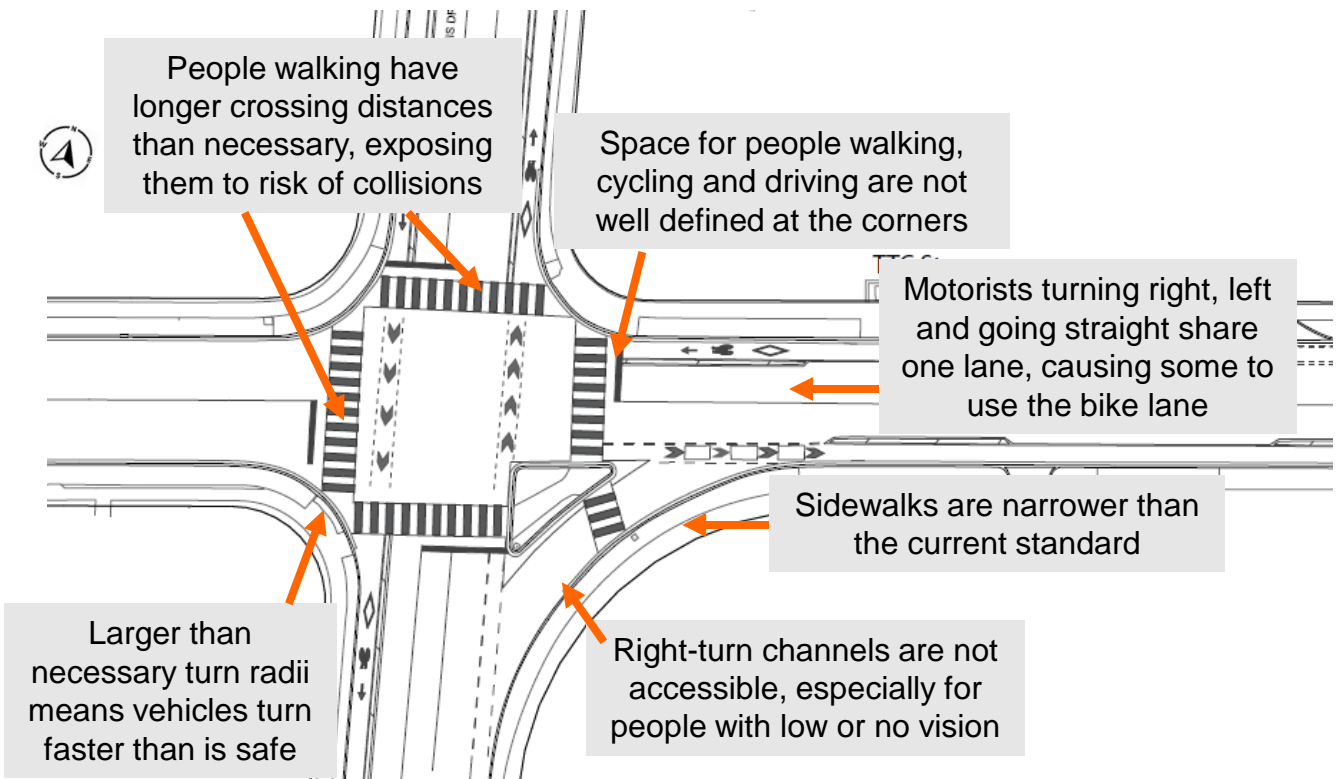 IS DR
People walking have
longer crossing distances
than necessary, exposing
them to risk of collisions
N
W
E
S
Space for people walking,
cycling and driving are not
well defined at the corners
Motorists turning right, left
and going straight share
one lane, causing some to
use the bike lane
Sidewalks are narrower than
the current standard
Larger than
necessary turn radii
means vehicles turn
faster than is safe
Right-turn channels are not
accessible, especially for
people with low or no vision